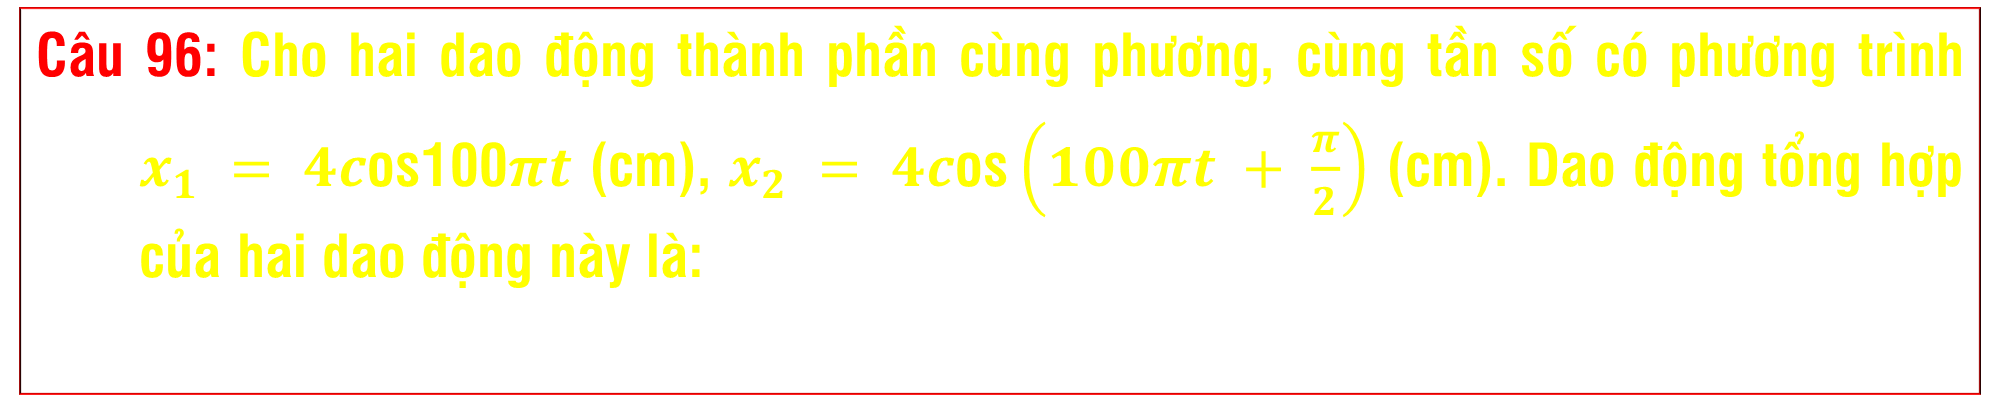 Câu 96: Cho hai dao động thành phần cùng phương, cùng tần số có phương trình
x₁ = 4cos100πt (cm), x₂ = 4cos(100πt + π/2) (cm). Dao động tổng hợp
của hai dao động này là: